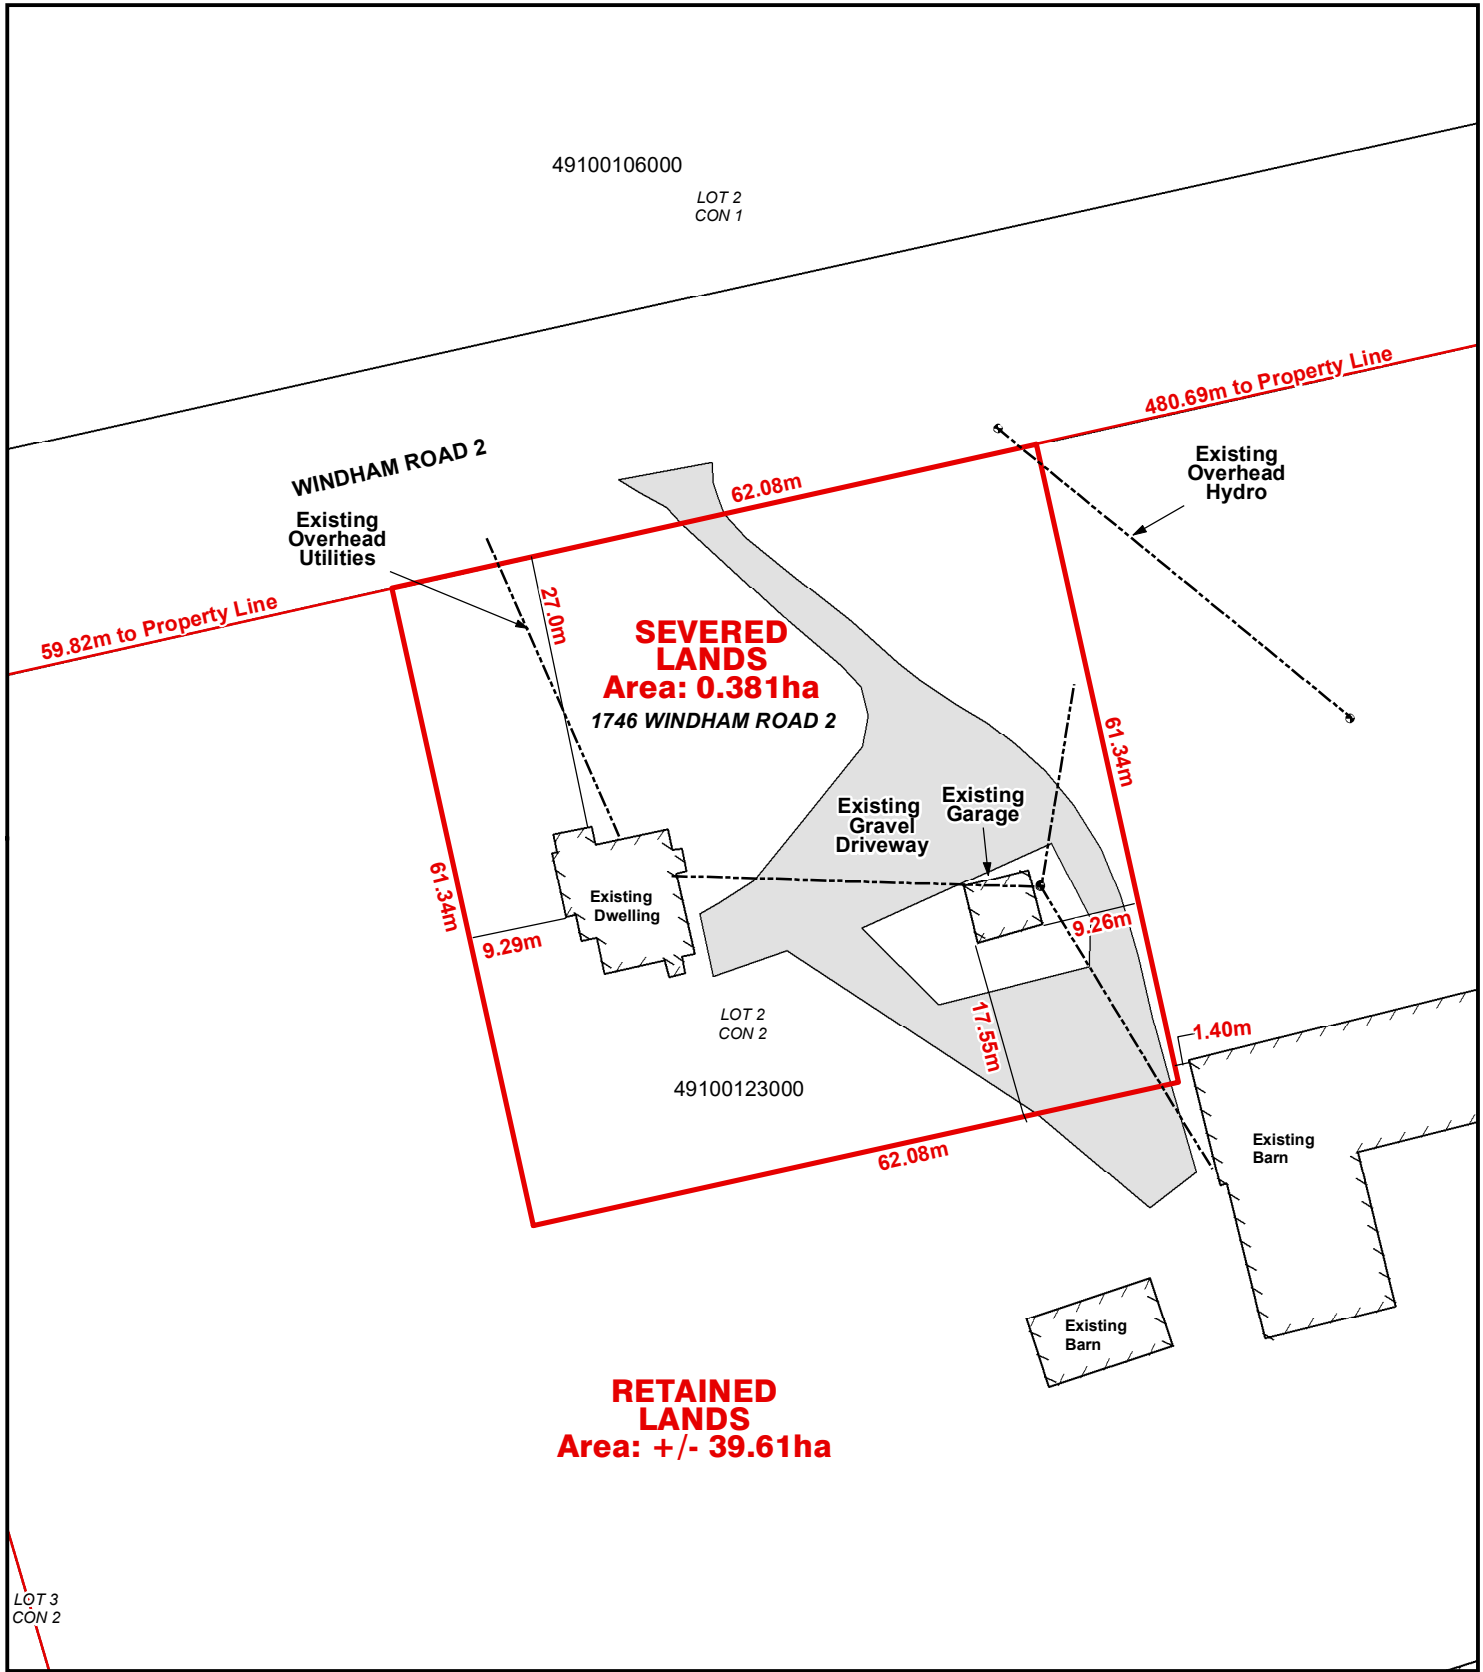 49100106000
LOT 2
CON 1
480.69m to Property Line
WINDHAM ROAD 2
62.08m
Existing
Overhead
Hydro
Existing
Overhead
Utilities
59.82m to Property Line
27.0m
SEVERED
LANDS
Area: 0.381ha
1746 WINDHAM ROAD 2
61.34m
Existing
Gravel
Driveway
Existing
Garage
61.34m
Existing
Dwelling
9.29m
9.26m
LOT 2
CON 2
17.55m
1.40m
49100123000
62.08m
Existing
Barn
Existing
Barn
RETAINED
LANDS
Area: +/- 39.61ha
LOT 3
CON 2